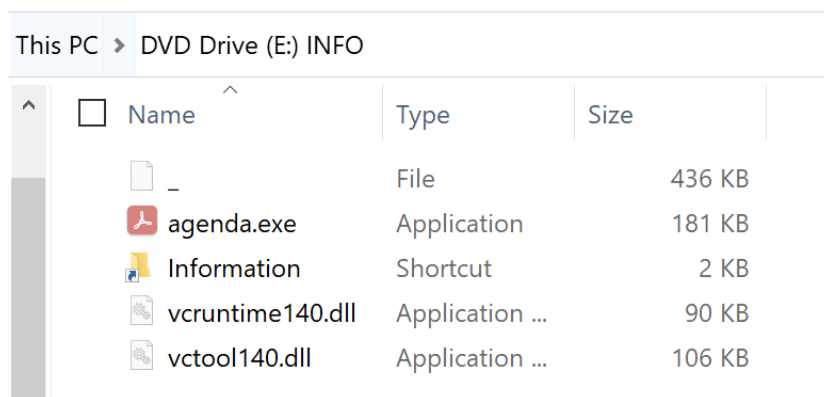 This PC > DVD Drive (E:) INFO
Name Type Size
_ File 436 KB
agenda.exe Application 181 KB
Information Shortcut 2 KB
vcruntime140.dll Application ... 90 KB
vctool140.dll Application ... 106 KB